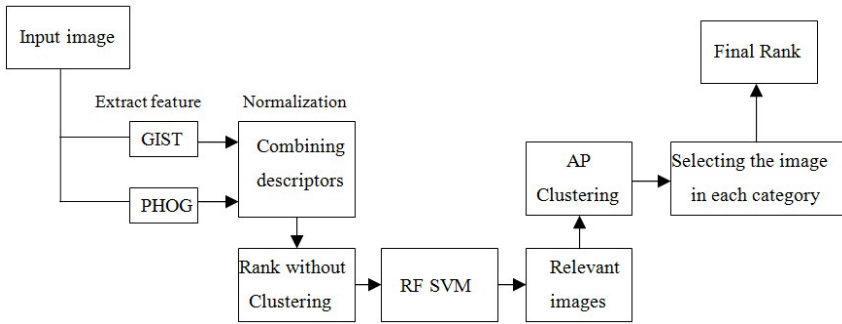 Input image
Extract feature
Normalization
GIST
PHOG
Combining
descriptors
Rank without
Clustering
RF SVM
Relevant
images
AP
Clustering
Selecting the image
in each category
Final Rank